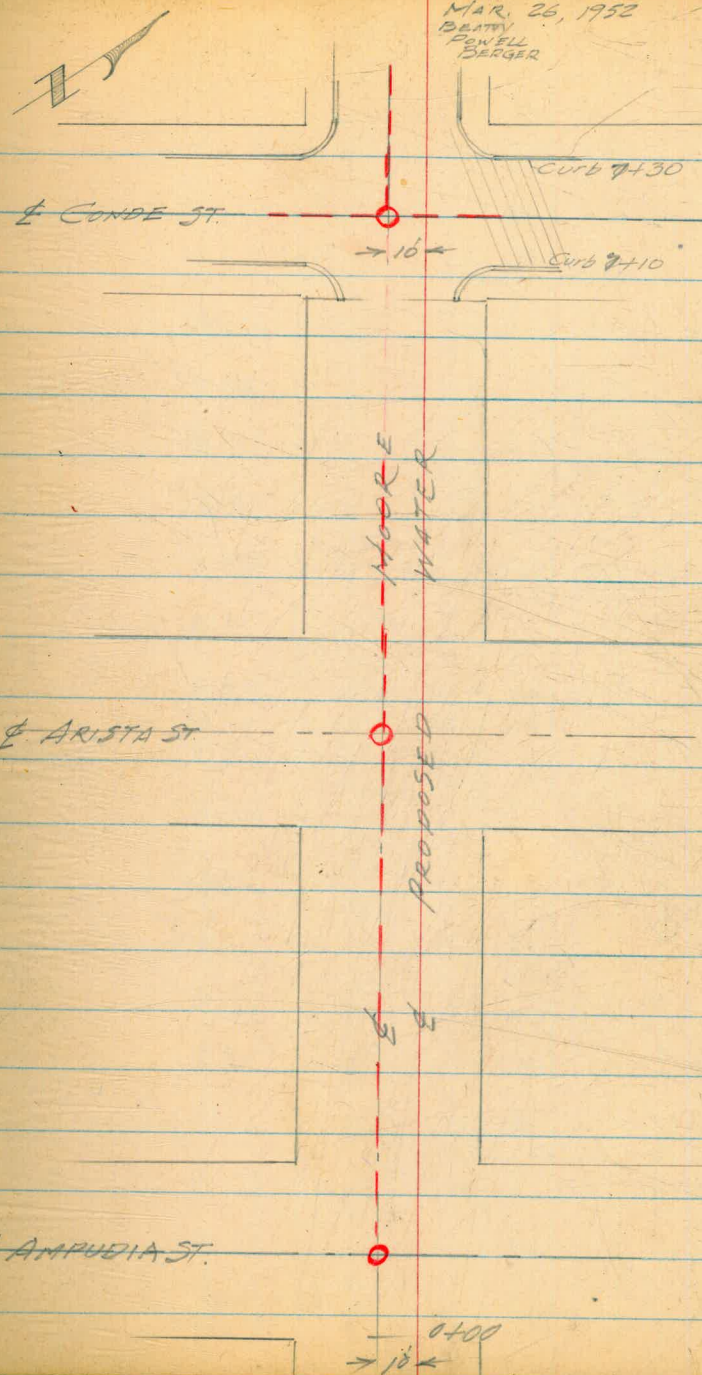 MAR. 26, 1952
BEATTY
POWELL
BERGER
N
Curb 7+30
℄ CONDE ST.
10'
Curb 7+10
℄ MOORE
℄ PROPOSED WATER
℄ ARISTA ST.
AMPUDIA ST.
0+00
10'